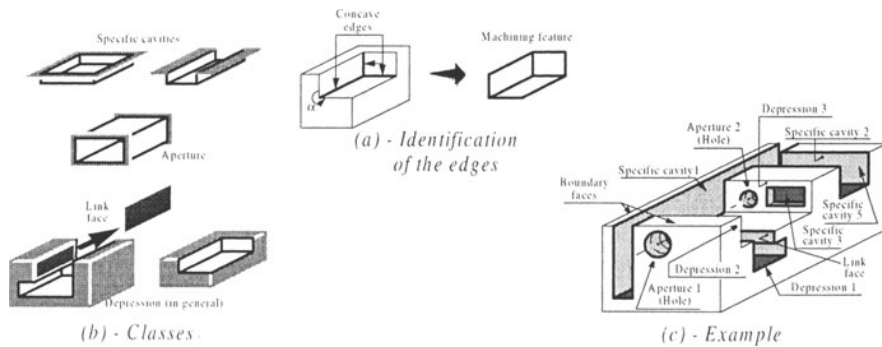 Specific cavities
Aperture
Link
face
Depression (in general)
(b) - Classes
Concave
edges
α
Machining feature
(a) - Identification
of the edges
Depression 3
Aperture 2
(Hole)
Specific cavity 2
Specific cavity1
Boundary
faces
Specific
cavity 5
Specific
cavity 3
Link
face
Depression 2
Aperture 1
(Hole)
Depression 1
(c) - Example